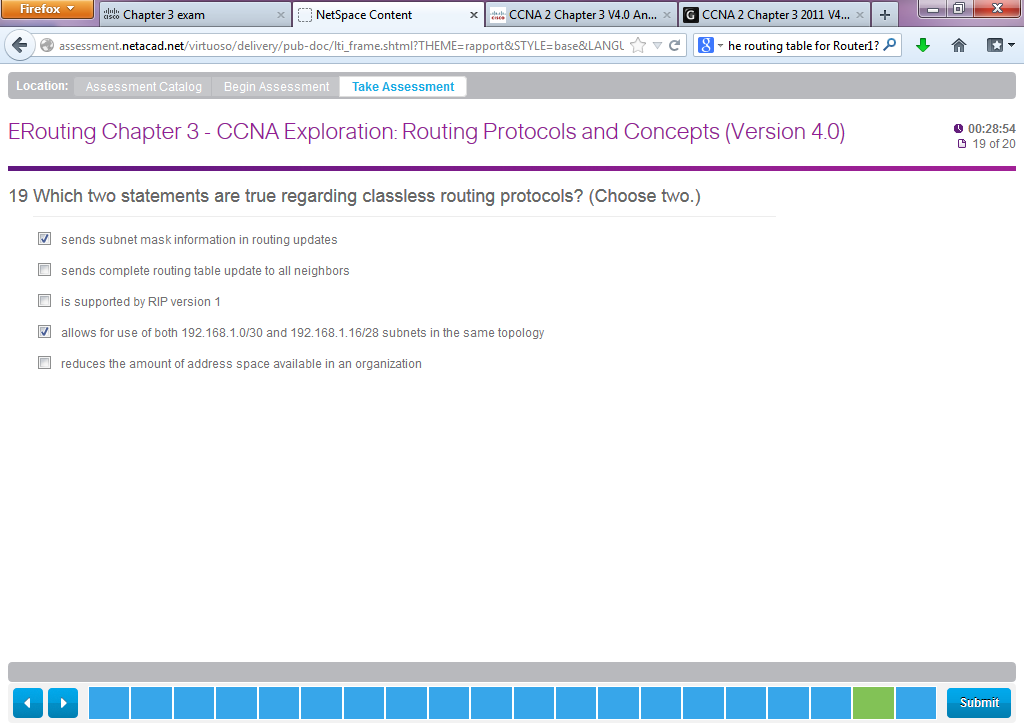 Firefox
cisco Chapter 3 exam
NetSpace Content
CCNA 2 Chapter 3 V4.0 An...
G CCNA 2 Chapter 3 2011 V4...
assessment.netacad.net/virtuoso/delivery/pub-doc/lti_frame.shtml?THEME=rapport&STYLE=base&LANGU
8 he routing table for Router1?
Location: Assessment Catalog Begin Assessment Take Assessment
ERouting Chapter 3 - CCNA Exploration: Routing Protocols and Concepts (Version 4.0)
00:28:54
19 of 20
19 Which two statements are true regarding classless routing protocols? (Choose two.)
sends subnet mask information in routing updates
sends complete routing table update to all neighbors
is supported by RIP version 1
allows for use of both 192.168.1.0/30 and 192.168.1.16/28 subnets in the same topology
reduces the amount of address space available in an organization
Submit